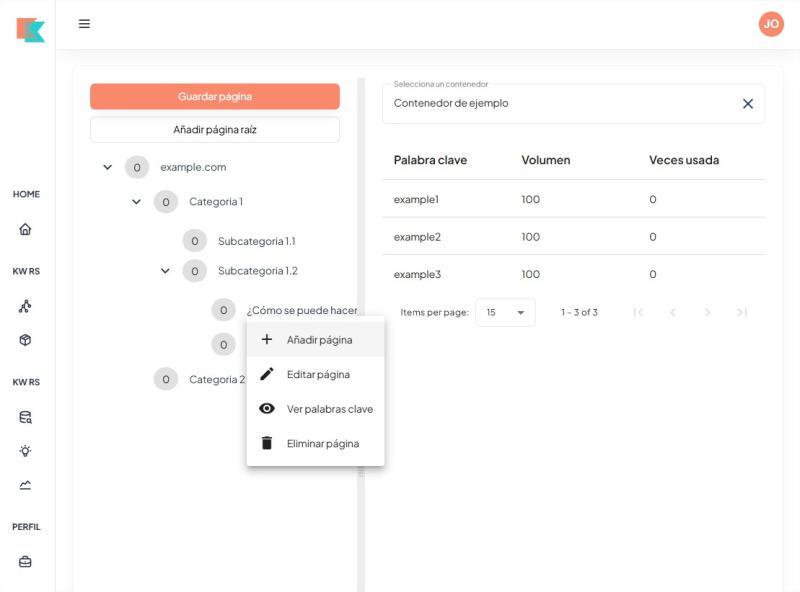 JO
HOME
KW RS
KW RS
PERFIL
Guardar página
Añadir página raíz
0 example.com
0 Categoria 1
0 Subcategoria 1.1
0 Subcategoria 1.2
0 ¿Cómo se puede hacer
0
0 Categoria 2
Añadir página
Editar página
Ver palabras clave
Eliminar página
Selecciona un contenedor
Contenedor de ejemplo
Palabra clave Volumen Veces usada
example1 100 0
example2 100 0
example3 100 0
Items per page: 15 1 – 3 of 3